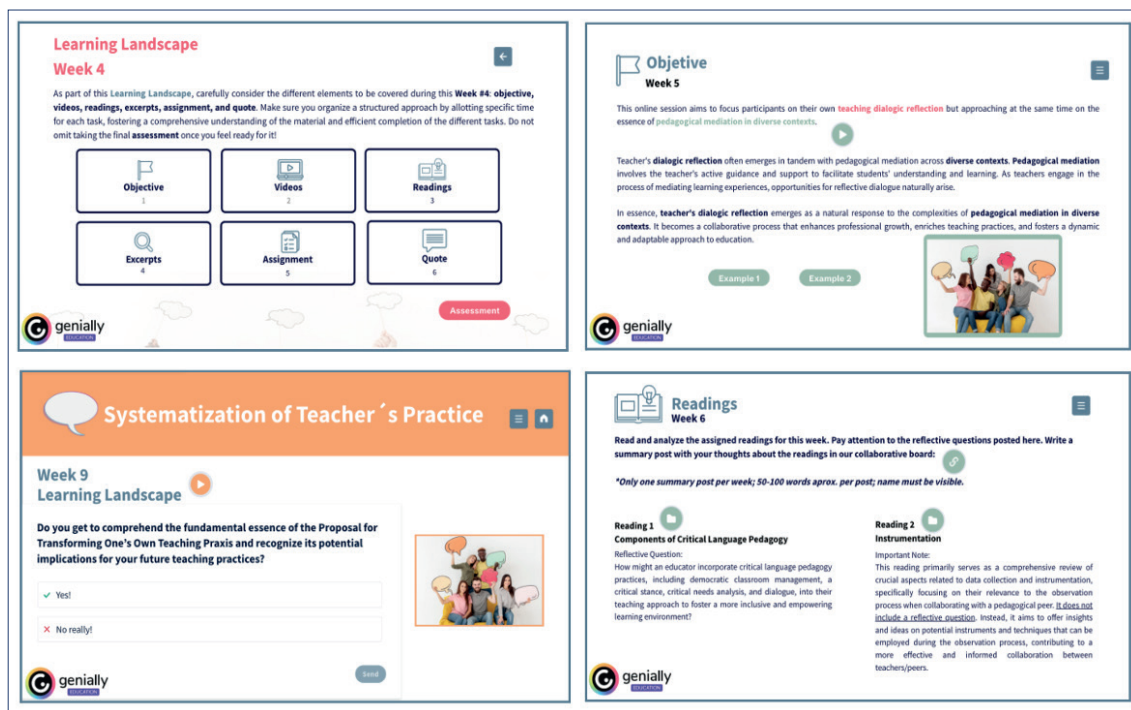 Learning Landscape
Week 4
As part of this Learning Landscape, carefully consider the different elements to be covered during this Week #4: objective,
videos, readings, excerpts, assignment, and quote. Make sure you organize a structured approach by allotting specific time
for each task, fostering a comprehensive understanding of the material and efficient completion of the different tasks. Do not
omit taking the final assessment once you feel ready for it!
Objective
1
Videos
2
Readings
3
Excerpts
4
Assignment
5
Quote
6
Assessment
genially
EDUCATION
Objetive
Week 5
This online session aims to focus participants on their own teaching dialogic reflection but approaching at the same time on the
essence of pedagogical mediation in diverse contexts.
Teacher's dialogic reflection often emerges in tandem with pedagogical mediation across diverse contexts. Pedagogical mediation
involves the teacher's active guidance and support to facilitate students' understanding and learning. As teachers engage in the
process of mediating learning experiences, opportunities for reflective dialogue naturally arise.
In essence, teacher's dialogic reflection emerges as a natural response to the complexities of pedagogical mediation in diverse
contexts. It becomes a collaborative process that enhances professional growth, enriches teaching practices, and fosters a dynamic
and adaptable approach to education.
Example 1
Example 2
genially
EDUCATION
Systematization of Teacher´s Practice
Week 9
Learning Landscape
Do you get to comprehend the fundamental essence of the Proposal for
Transforming One's Own Teaching Praxis and recognize its potential
implications for your future teaching practices?
Yes!
No really!
Send
genially
EDUCATION
Readings
Week 6
Read and analyze the assigned readings for this week. Pay attention to the reflective questions posted here. Write a
summary post with your thoughts about the readings in our collaborative board:
*Only one summary post per week; 50-100 words aprox. per post; name must be visible.
Reading 1
Components of Critical Language Pedagogy
Reflective Question:
How might an educator incorporate critical language pedagogy
practices, including democratic classroom management, a
critical stance, critical needs analysis, and dialogue, into their
teaching approach to foster a more inclusive and empowering
learning environment?
Reading 2
Instrumentation
Important Note:
This reading primarily serves as a comprehensive review of
crucial aspects related to data collection and instrumentation,
specifically focusing on their relevance to the observation
process when collaborating with a pedagogical peer. It does not
include a reflective question. Instead, it aims to offer insights
and ideas on potential instruments and techniques that can be
employed during the observation process, contributing to a
more effective and informed collaboration between
teachers/peers.
genially
EDUCATION